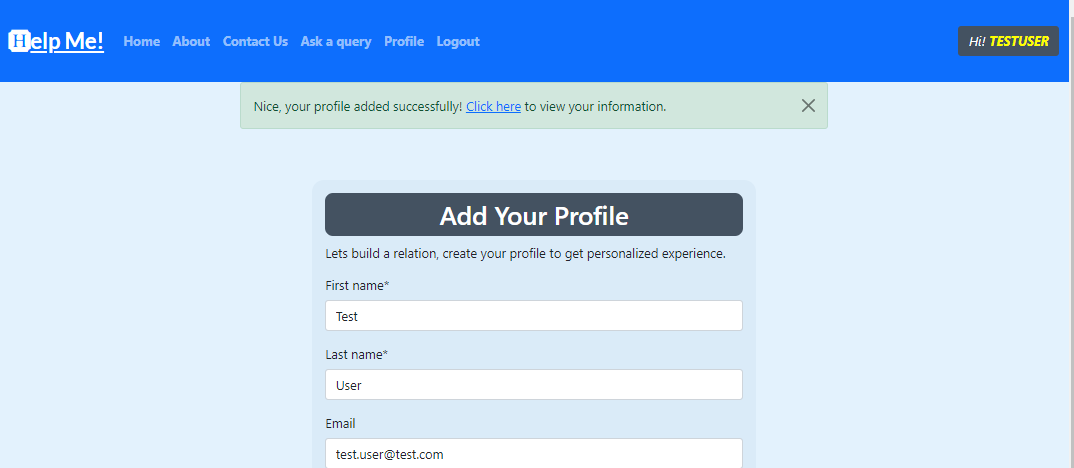 Help Me! Home About Contact Us Ask a query Profile Logout Hi! TESTUSER
Nice, your profile added successfully! Click here to view your information.
Add Your Profile
Lets build a relation, create your profile to get personalized experience.
First name*
Test
Last name*
User
Email
test.user@test.com